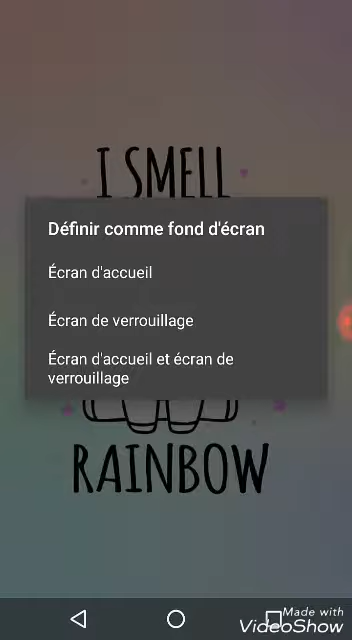 I SMELL
Définir comme fond d'écran
Écran d'accueil
Écran de verrouillage
Écran d'accueil et écran de
verrouillage
RAINBOW
Made with
VideoShow